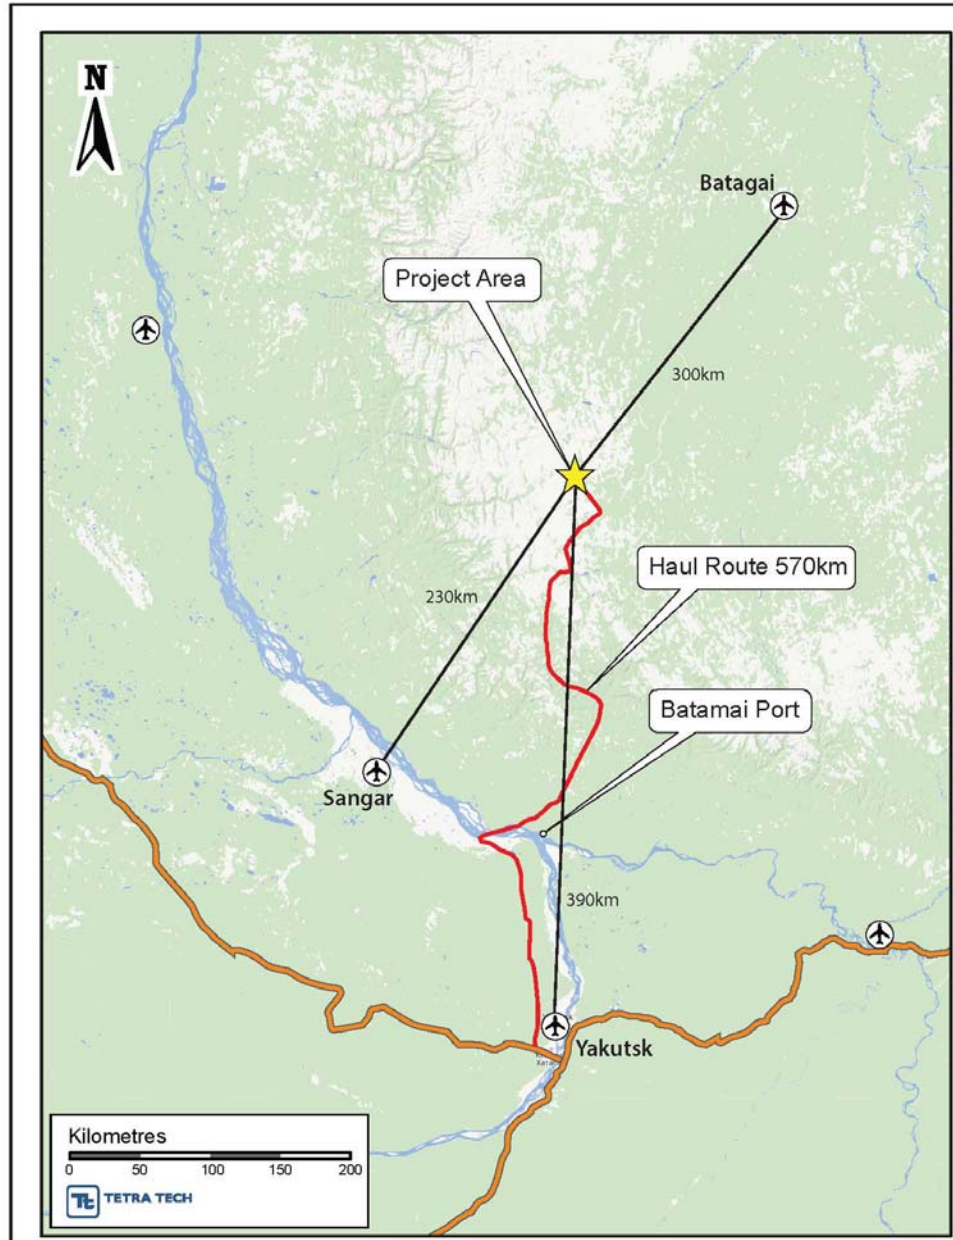 N
Batagai
Project Area
300km
Haul Route 570km
230km
Batamai Port
Sangar
390km
Yakutsk
Kilometres
0 50 100 150 200
Tt TETRA TECH